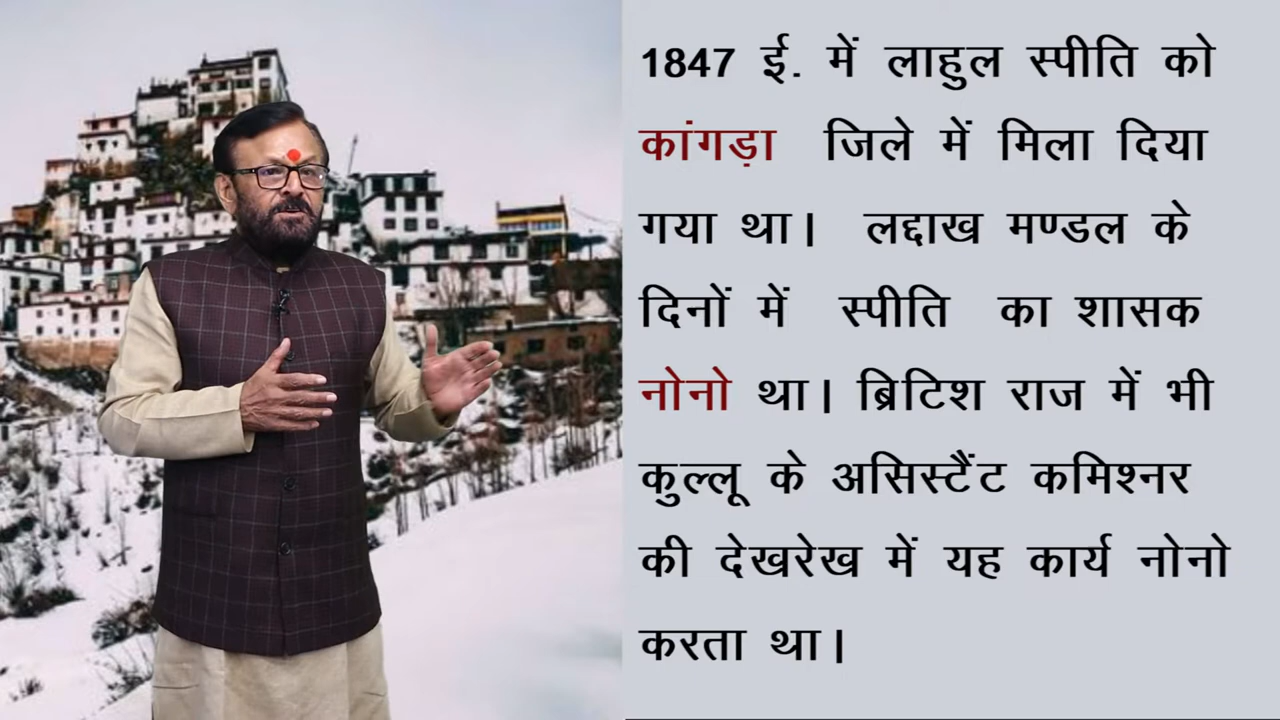 1847 ई. में लाहुल स्पीति को
कांगड़ा जिले में मिला दिया
गया था। लद्दाख मण्डल के
दिनों में स्पीति का शासक
नोनो था। ब्रिटिश राज में भी
कुल्लू के असिस्टैंट कमिश्नर
की देखरेख में यह कार्य नोनो
करता था।